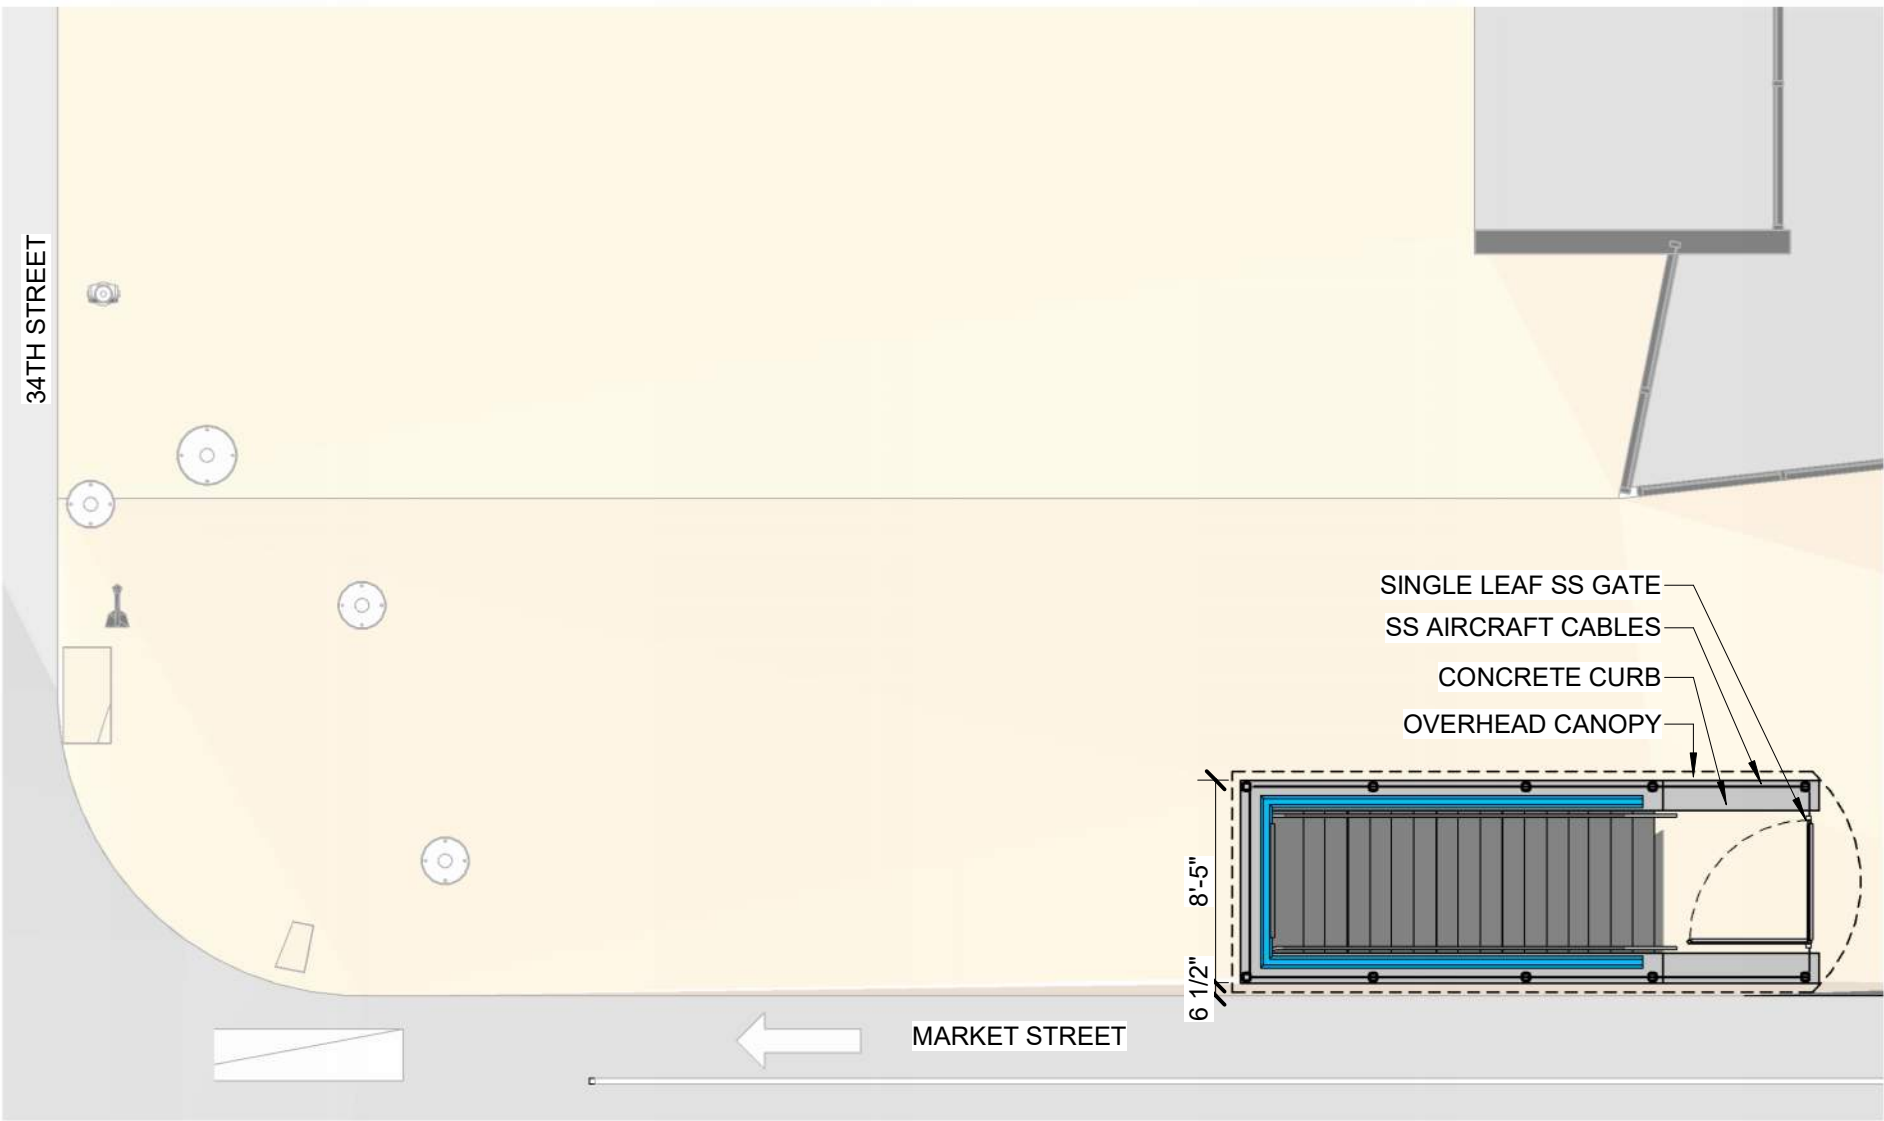 34TH STREET
SINGLE LEAF SS GATE
SS AIRCRAFT CABLES
CONCRETE CURB
OVERHEAD CANOPY
8'-5"
6 1/2"
MARKET STREET